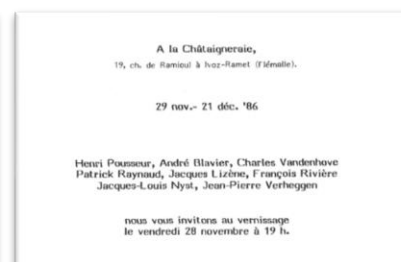 A la Châtaigneraie,
19, ch. de Ramioul à Ivoz-Ramet (Flémalle).
29 nov.- 21 déc. '86
Henri Pousseur, André Blavier, Charles Vandenhove
Patrick Raynaud, Jacques Lizène, François Rivière
Jacques-Louis Nyst, Jean-Pierre Verheggen
nous vous invitons au vernissage
le vendredi 28 novembre à 19 h.